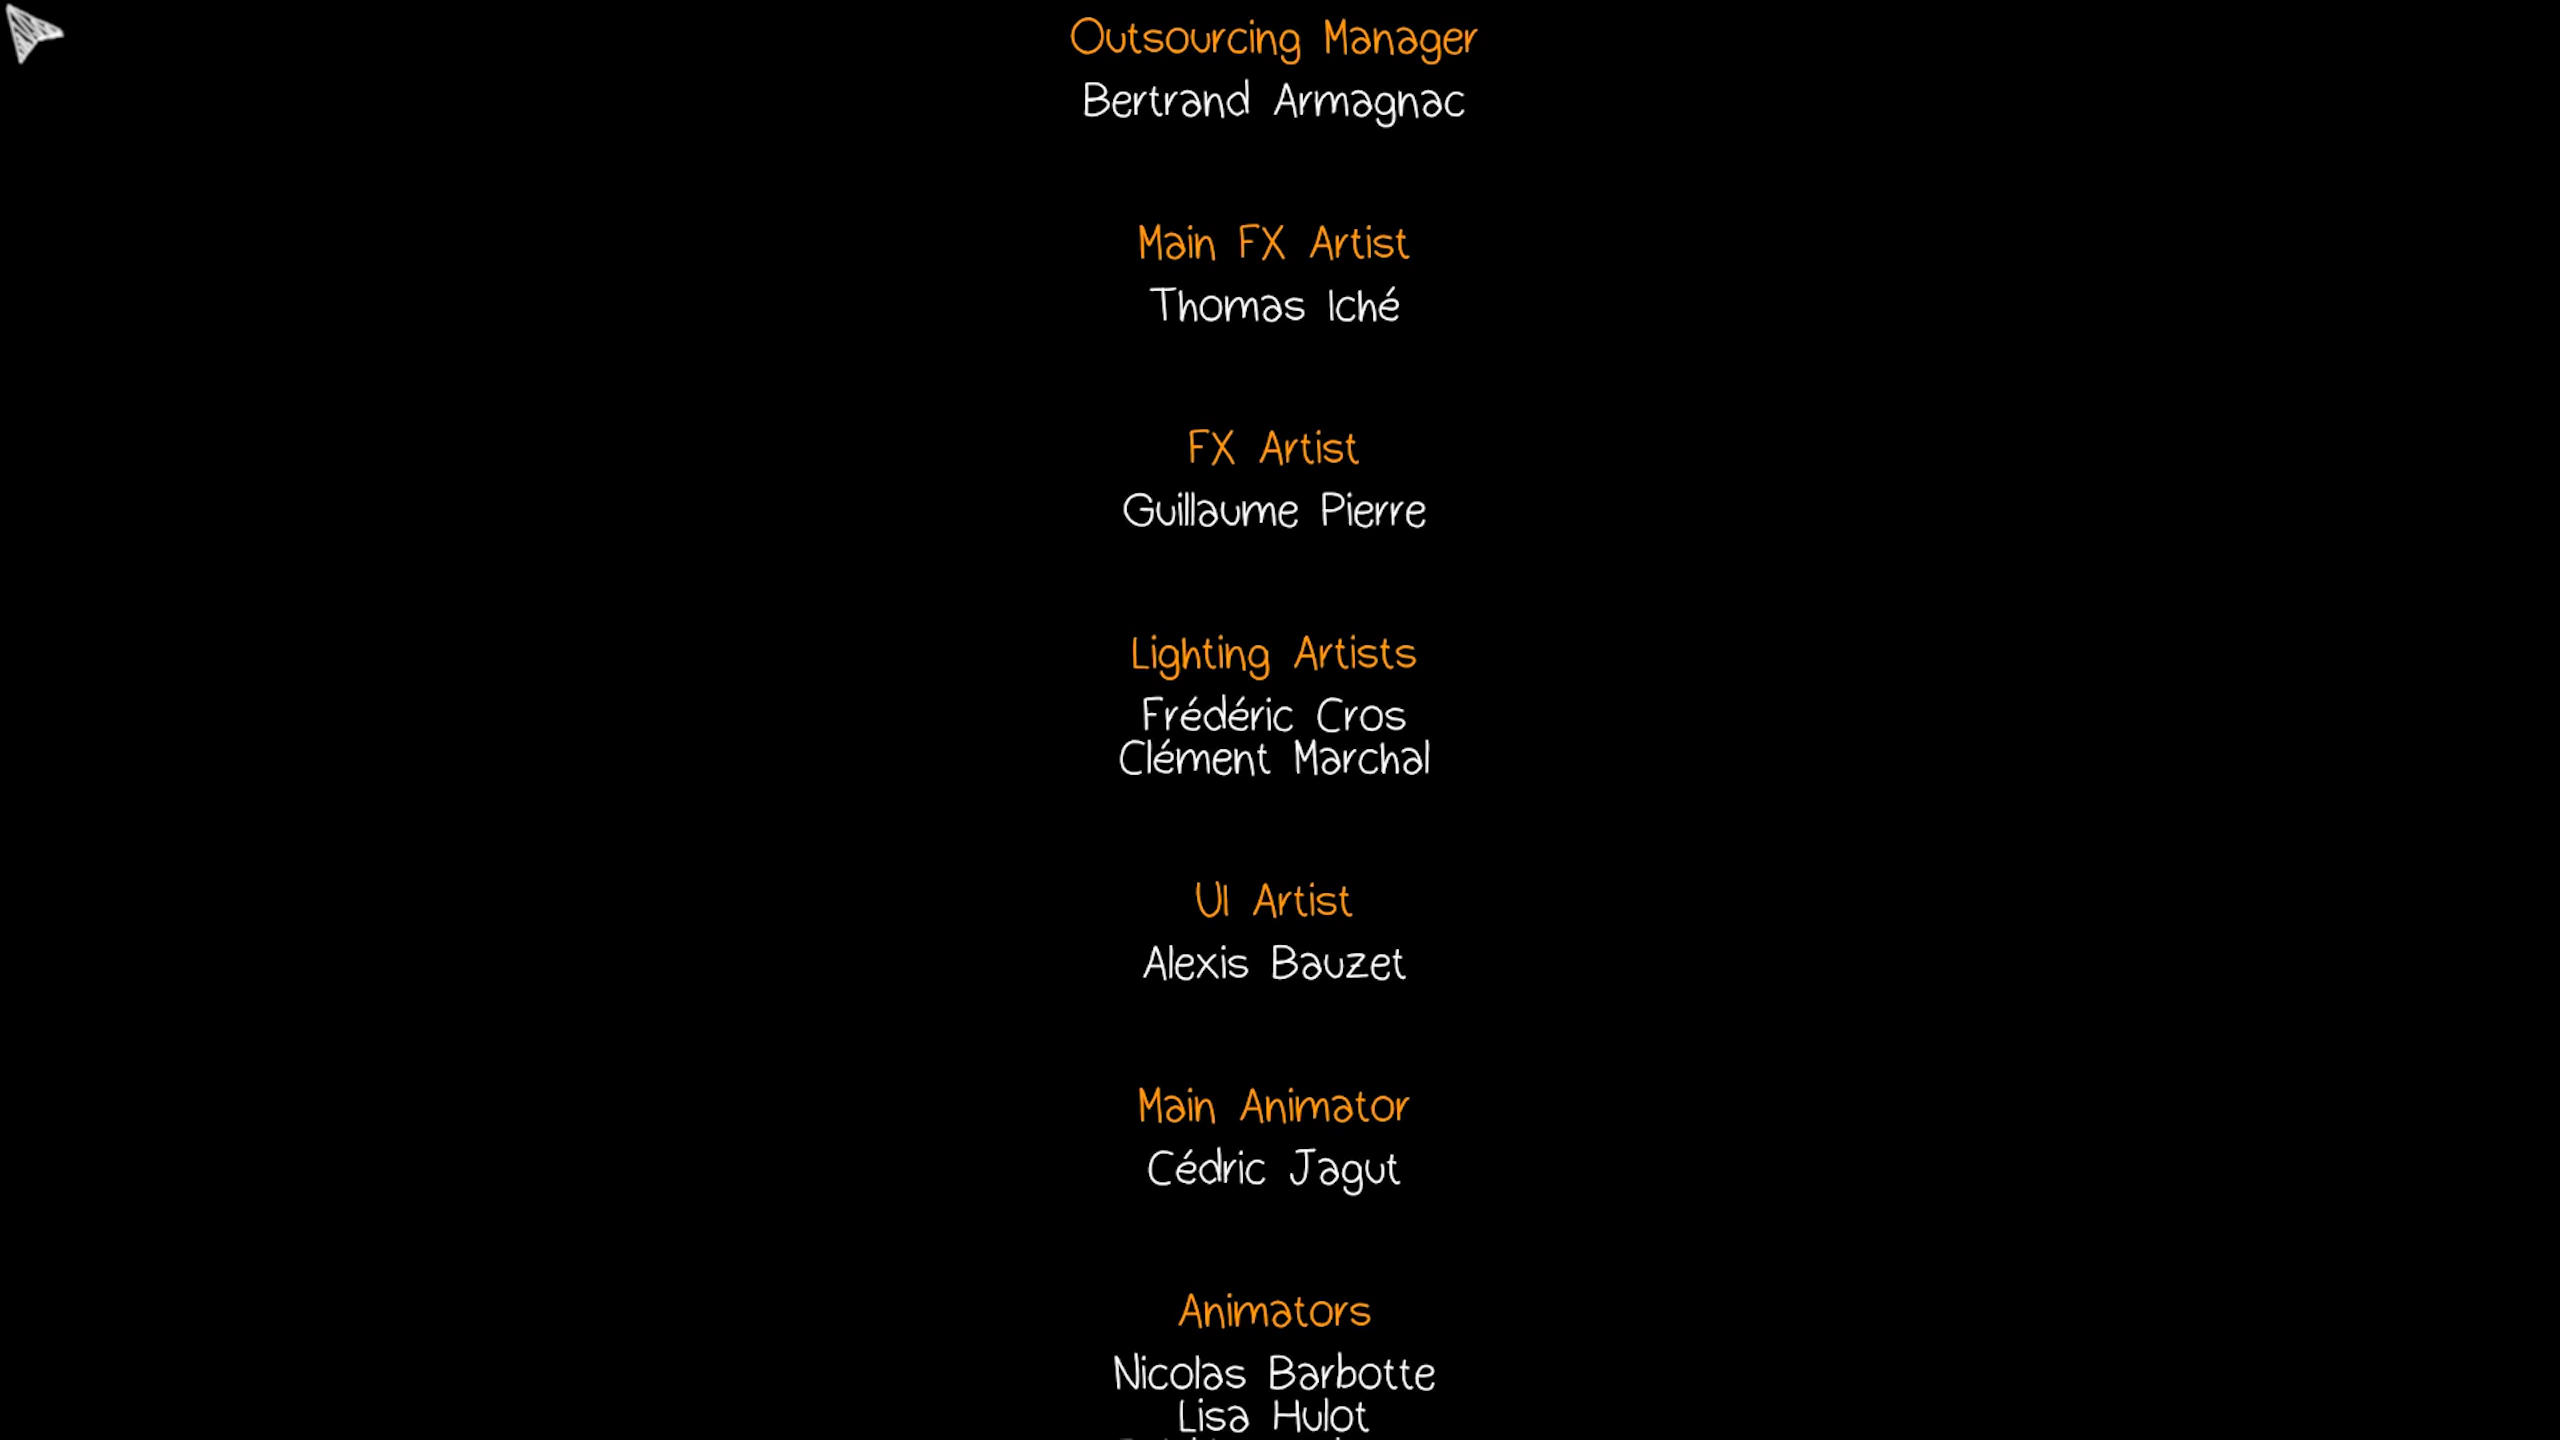 Outsourcing Manager
Bertrand Armagnac
Main FX Artist
Thomas Iché
FX Artist
Guillaume Pierre
Lighting Artists
Frédéric Cros
Clément Marchal
UI Artist
Alexis Bauzet
Main Animator
Cédric Jagut
Animators
Nicolas Barbotte
Lisa Hulot